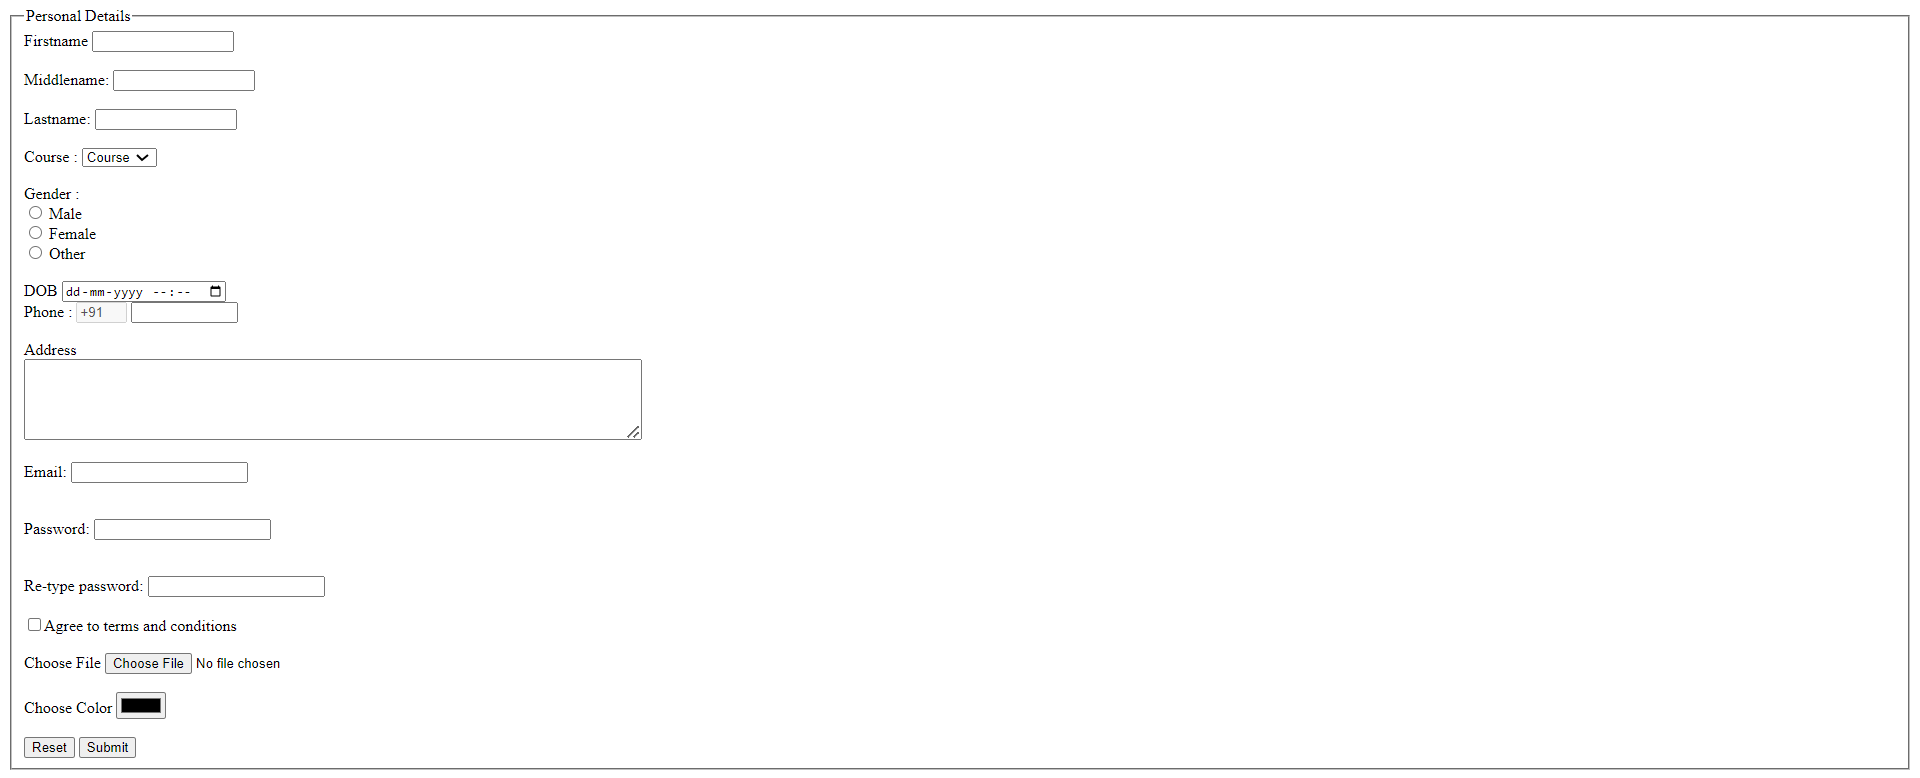 Personal Details
Firstname
Middlename:
Lastname:
Course : Course
Gender :
Male
Female
Other
DOB dd-mm-yyyy --:--
Phone : +91
Address
Email:
Password:
Re-type password:
Agree to terms and conditions
Choose File Choose File No file chosen
Choose Color
Reset Submit